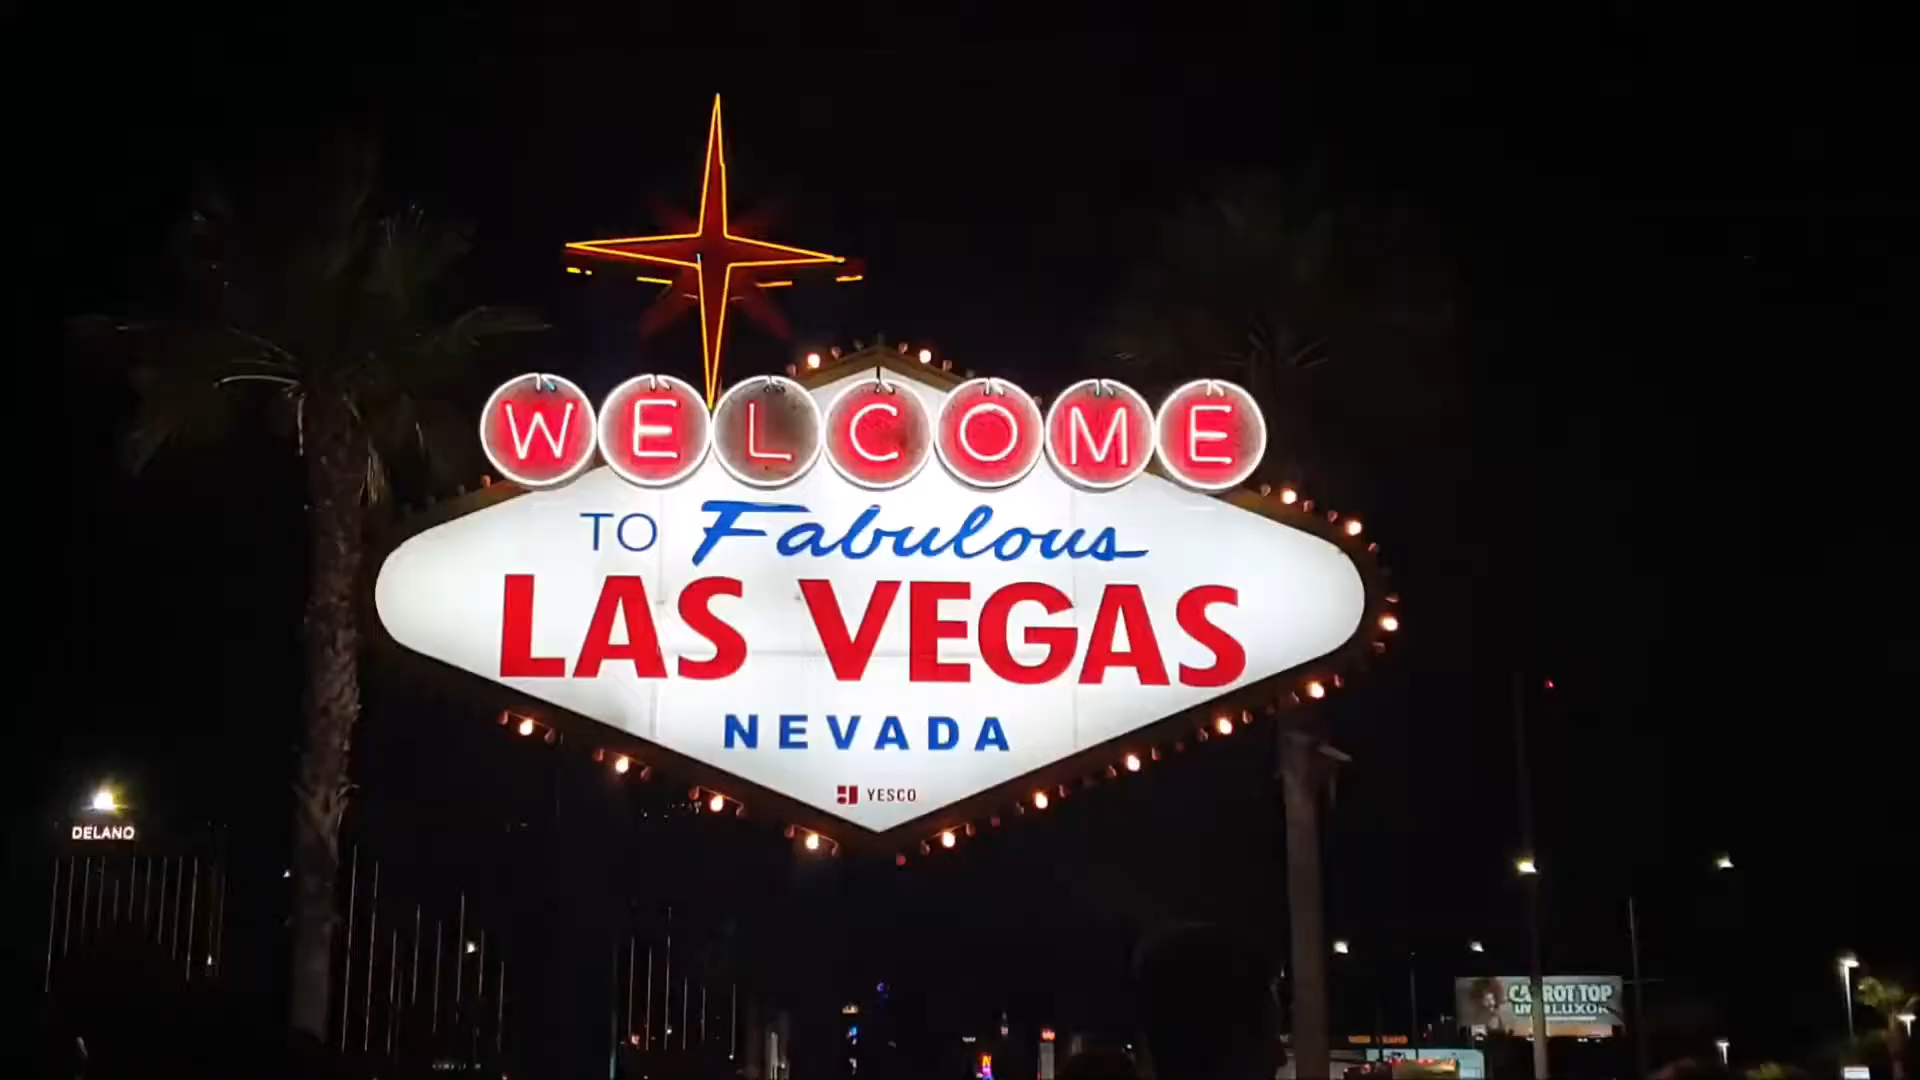 WELCOME
TO Fabulous
LAS VEGAS
NEVADA
YESCO
DELANO
CARROT TOP
LUXOR